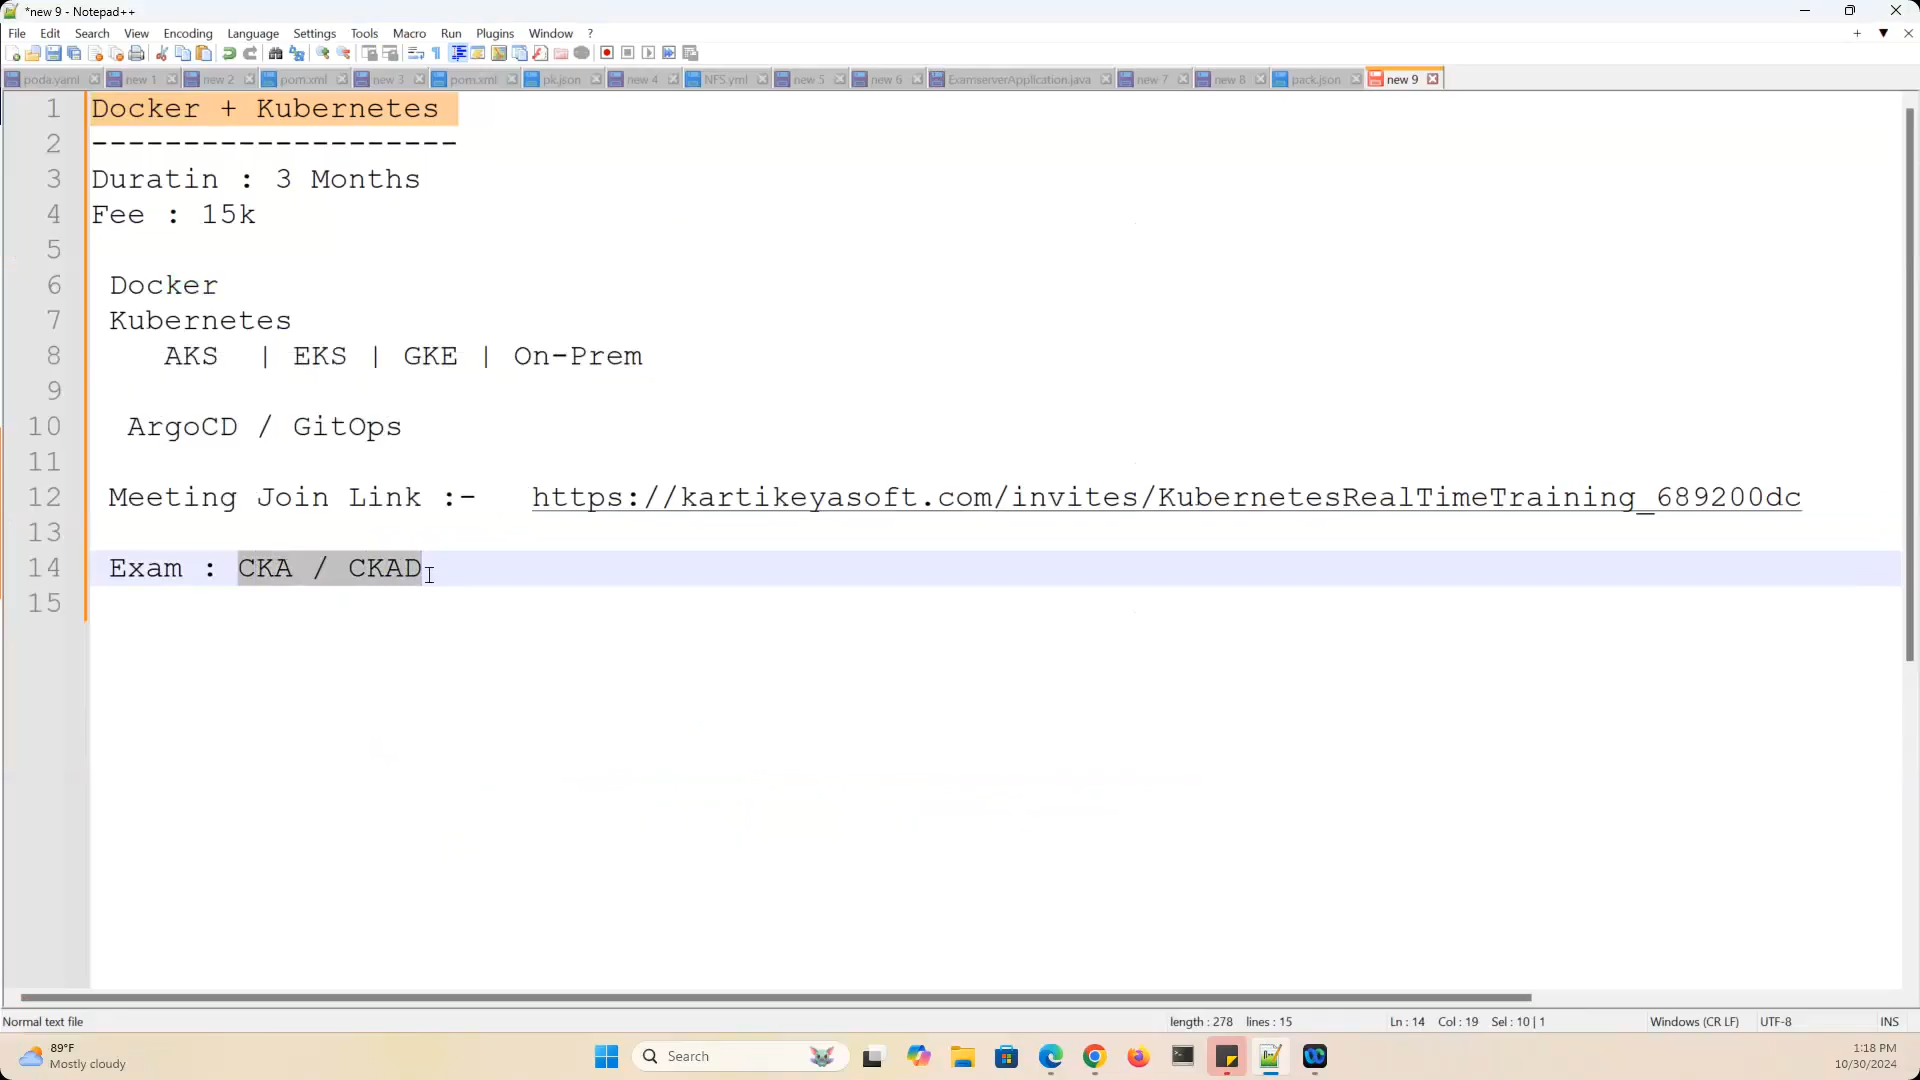 *new 9 - Notepad++
File Edit Search View Encoding Language Settings Tools Macro Run Plugins Window ?
poda.yaml new 1 new 2 pom.xml new 3 pom.xml pk.json new 4 NFS yml new 5 new 6 ExamserverApplication.java new 7 new 8 pack.json new 9
1 Docker + Kubernetes
2 --------------------
3 Duratin : 3 Months
4 Fee : 15k
5
6 Docker
7 Kubernetes
8 AKS | EKS | GKE | On-Prem
9
10 ArgoCD / GitOps
11
12 Meeting Join Link :- https://kartikeyasoft.com/invites/KubernetesRealTimeTraining_689200dc
13
14 Exam : CKA / CKAD
15
Normal text file length : 278 lines : 15 Ln : 14 Col : 19 Sel : 10 | 1 Windows (CR LF) UTF-8 INS
89°F
Mostly cloudy
Search
1:18 PM
10/30/2024